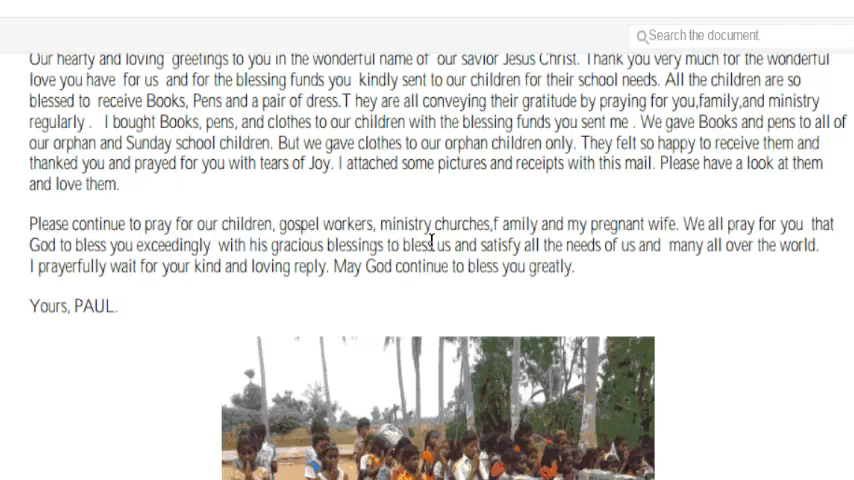 Search the document
Our hearty and loving greetings to you in the wonderful name of our savior Jesus Christ. Thank you very much for the wonderful
love you have for us and for the blessing funds you kindly sent to our children for their school needs. All the children are so
blessed to receive Books, Pens and a pair of dress.T hey are all conveying their gratitude by praying for you,family,and ministry
regularly . I bought Books, pens, and clothes to our children with the blessing funds you sent me . We gave Books and pens to all of
our orphan and Sunday school children. But we gave clothes to our orphan children only. They felt so happy to receive them and
thanked you and prayed for you with tears of Joy. I attached some pictures and receipts with this mail. Please have a look at them
and love them.
Please continue to pray for our children, gospel workers, ministry churches,f amily and my pregnant wife. We all pray for you that
God to bless you exceedingly with his gracious blessings to bless us and satisfy all the needs of us and many all over the world.
I prayerfully wait for your kind and loving reply. May God continue to bless you greatly.
Yours, PAUL.